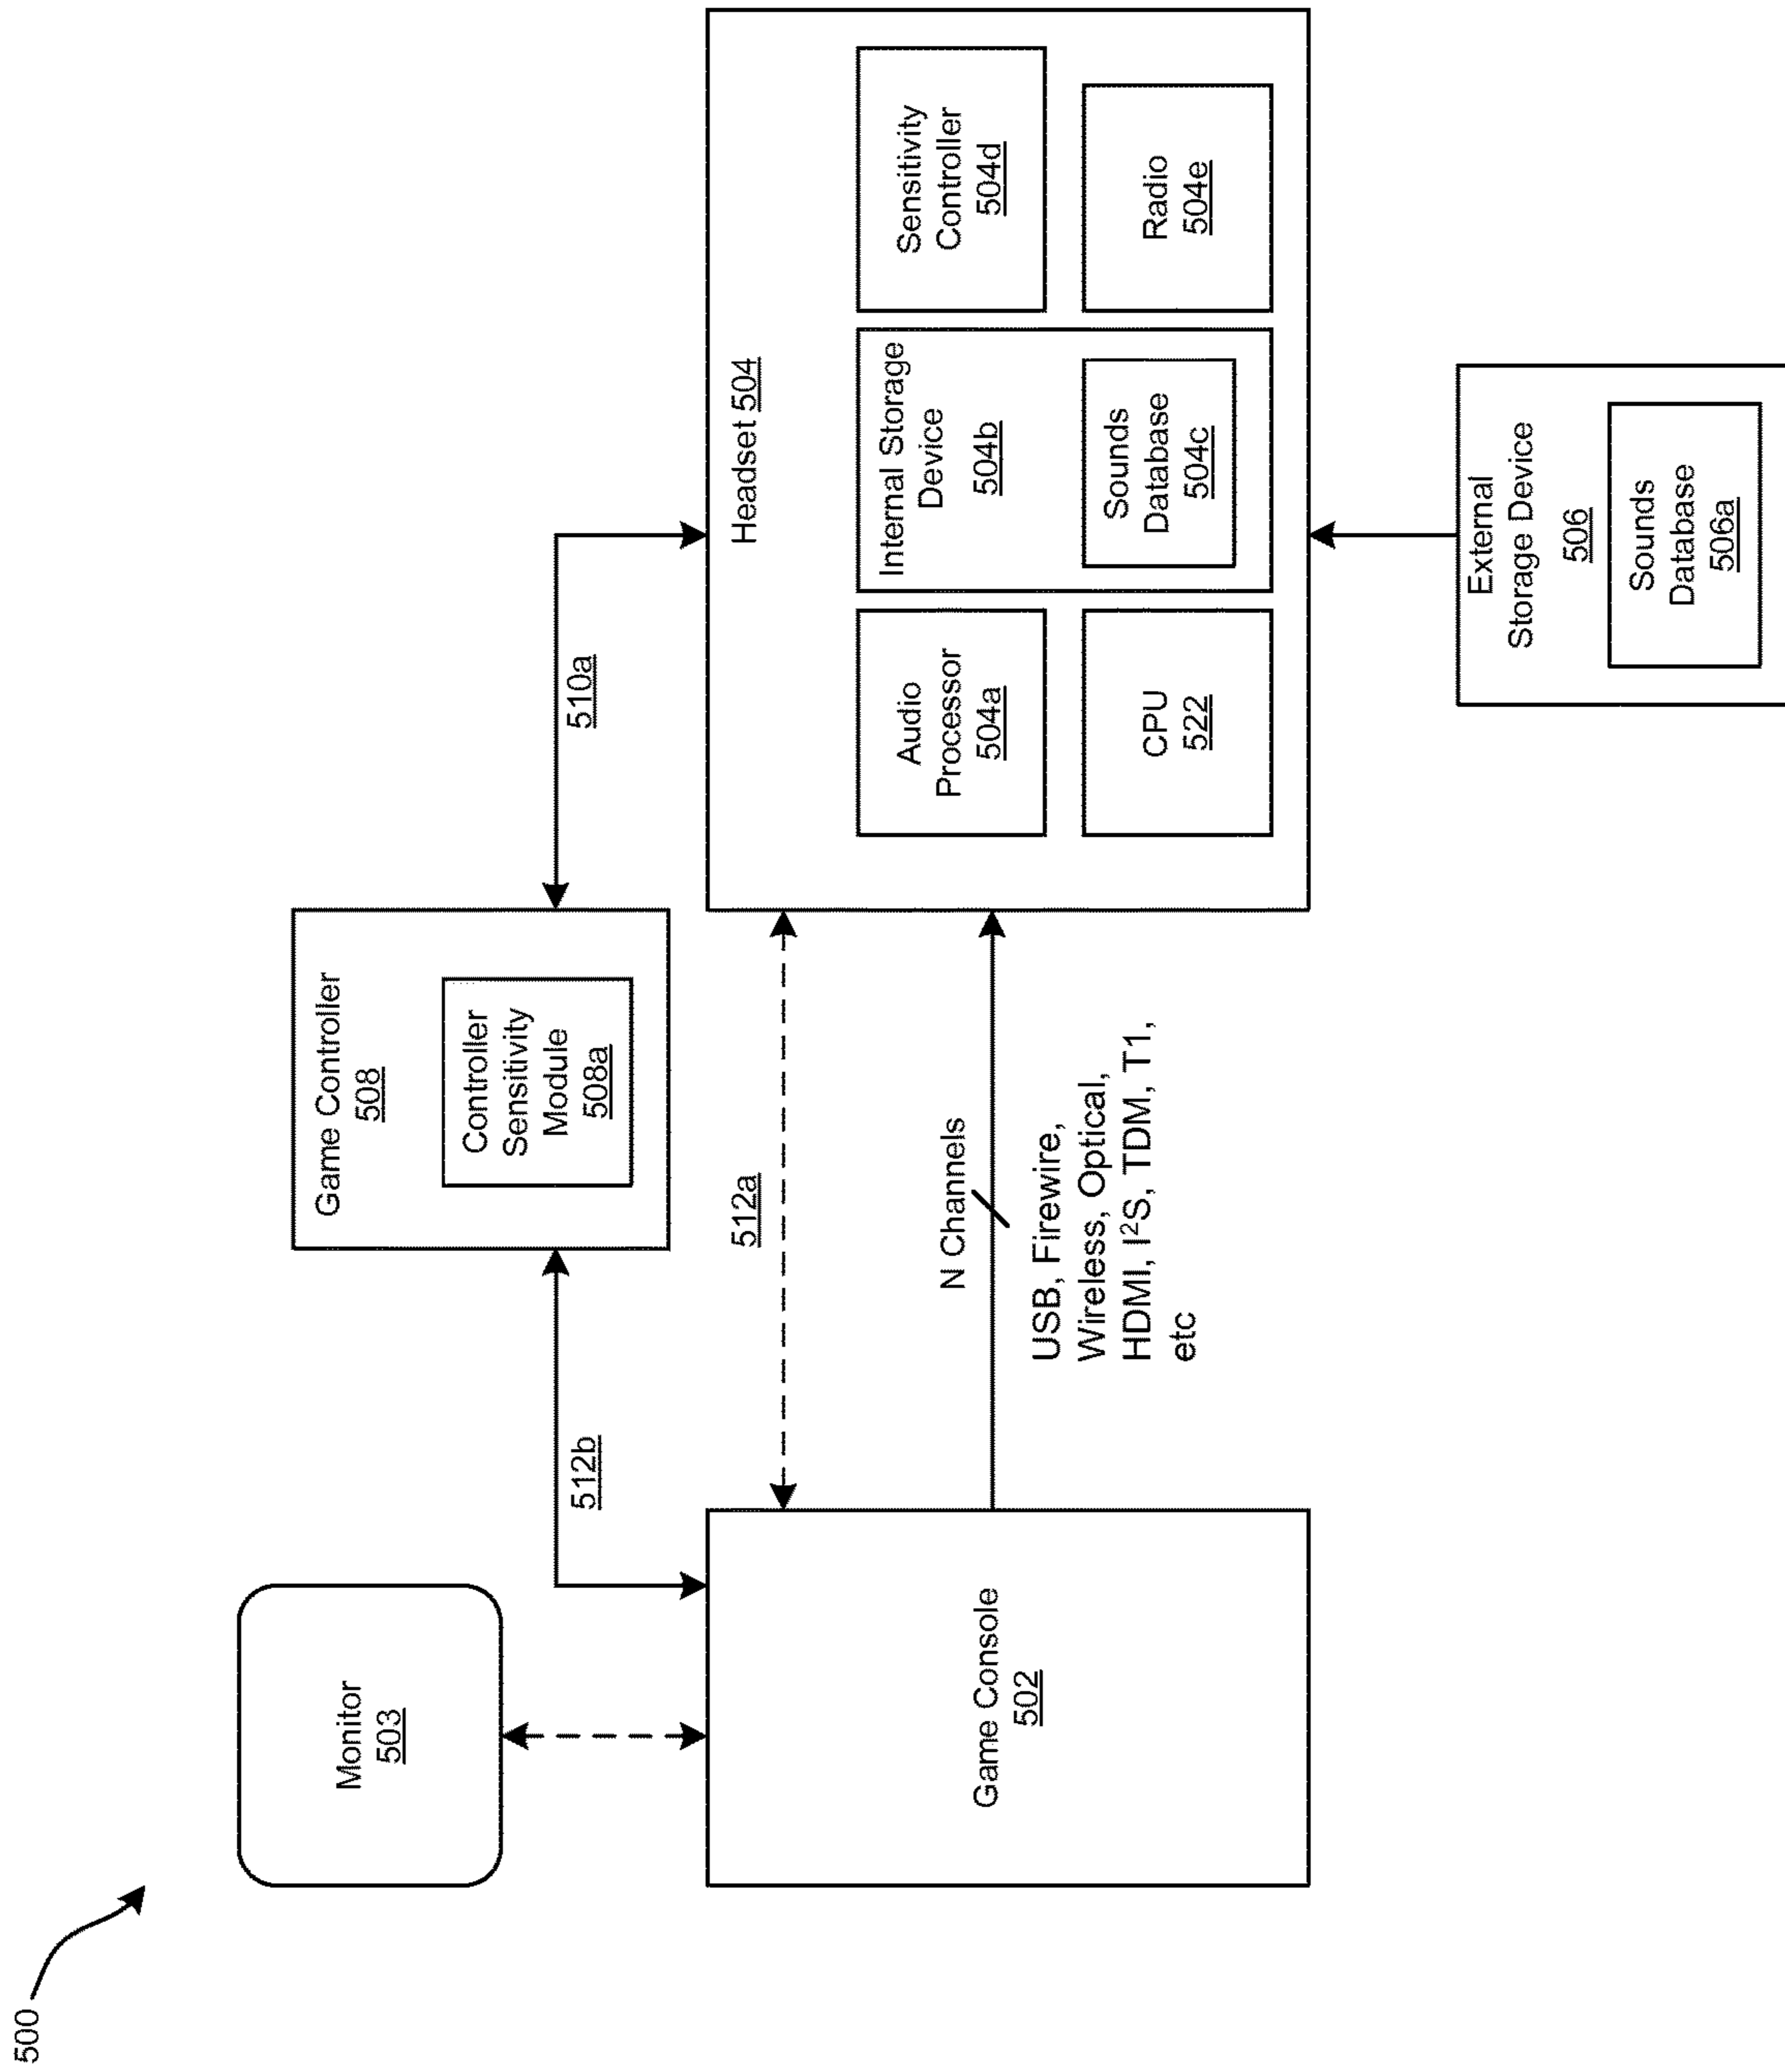 500
Monitor
503
Game Console
502
512b
Game Controller
508
Controller
Sensitivity
Module
508a
510a
512a
N Channels
USB, Firewire,
Wireless, Optical,
HDMI, I²S, TDM, T1,
etc
Headset 504
Audio
Processor
504a
CPU
522
Internal Storage
Device
504b
Sounds
Database
504c
Sensitivity
Controller
504d
Radio
504e
External
Storage Device
506
Sounds
Database
506a